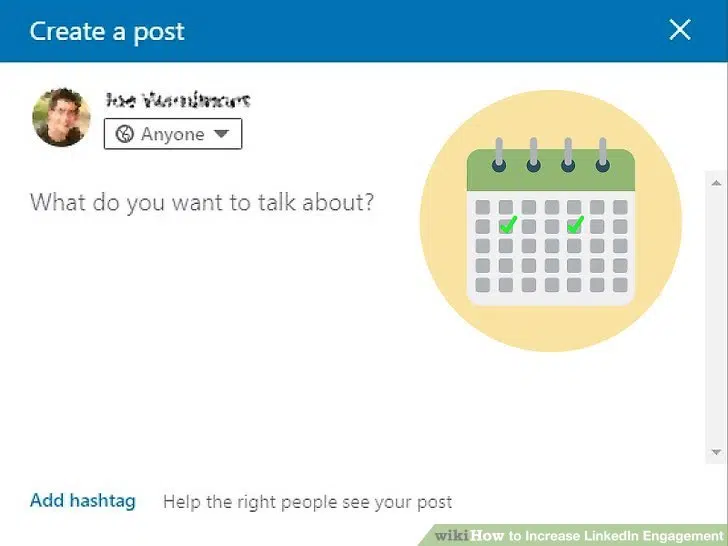 Create a post
Anyone
What do you want to talk about?
Add hashtag
Help the right people see your post
wikiHow to Increase LinkedIn Engagement